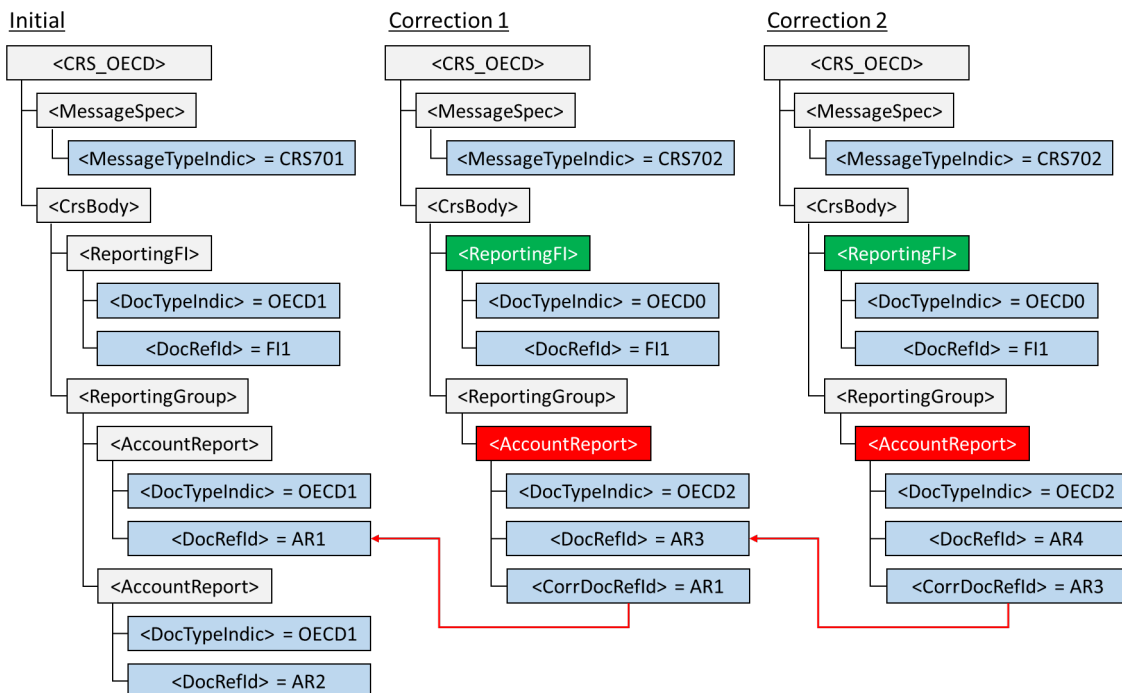 Initial
<CRS_OECD>
<MessageSpec>
<MessageTypeIndic> = CRS701
<CrsBody>
<ReportingFI>
<DocTypeIndic> = OECD1
<DocRefId> = FI1
<ReportingGroup>
<AccountReport>
<DocTypeIndic> = OECD1
<DocRefId> = AR1
<AccountReport>
<DocTypeIndic> = OECD1
<DocRefId> = AR2
Correction 1
<CRS_OECD>
<MessageSpec>
<MessageTypeIndic> = CRS702
<CrsBody>
<ReportingFI>
<DocTypeIndic> = OECD0
<DocRefId> = FI1
<ReportingGroup>
<AccountReport>
<DocTypeIndic> = OECD2
<DocRefId> = AR3
<CorrDocRefId> = AR1
Correction 2
<CRS_OECD>
<MessageSpec>
<MessageTypeIndic> = CRS702
<CrsBody>
<ReportingFI>
<DocTypeIndic> = OECD0
<DocRefId> = FI1
<ReportingGroup>
<AccountReport>
<DocTypeIndic> = OECD2
<DocRefId> = AR4
<CorrDocRefId> = AR3